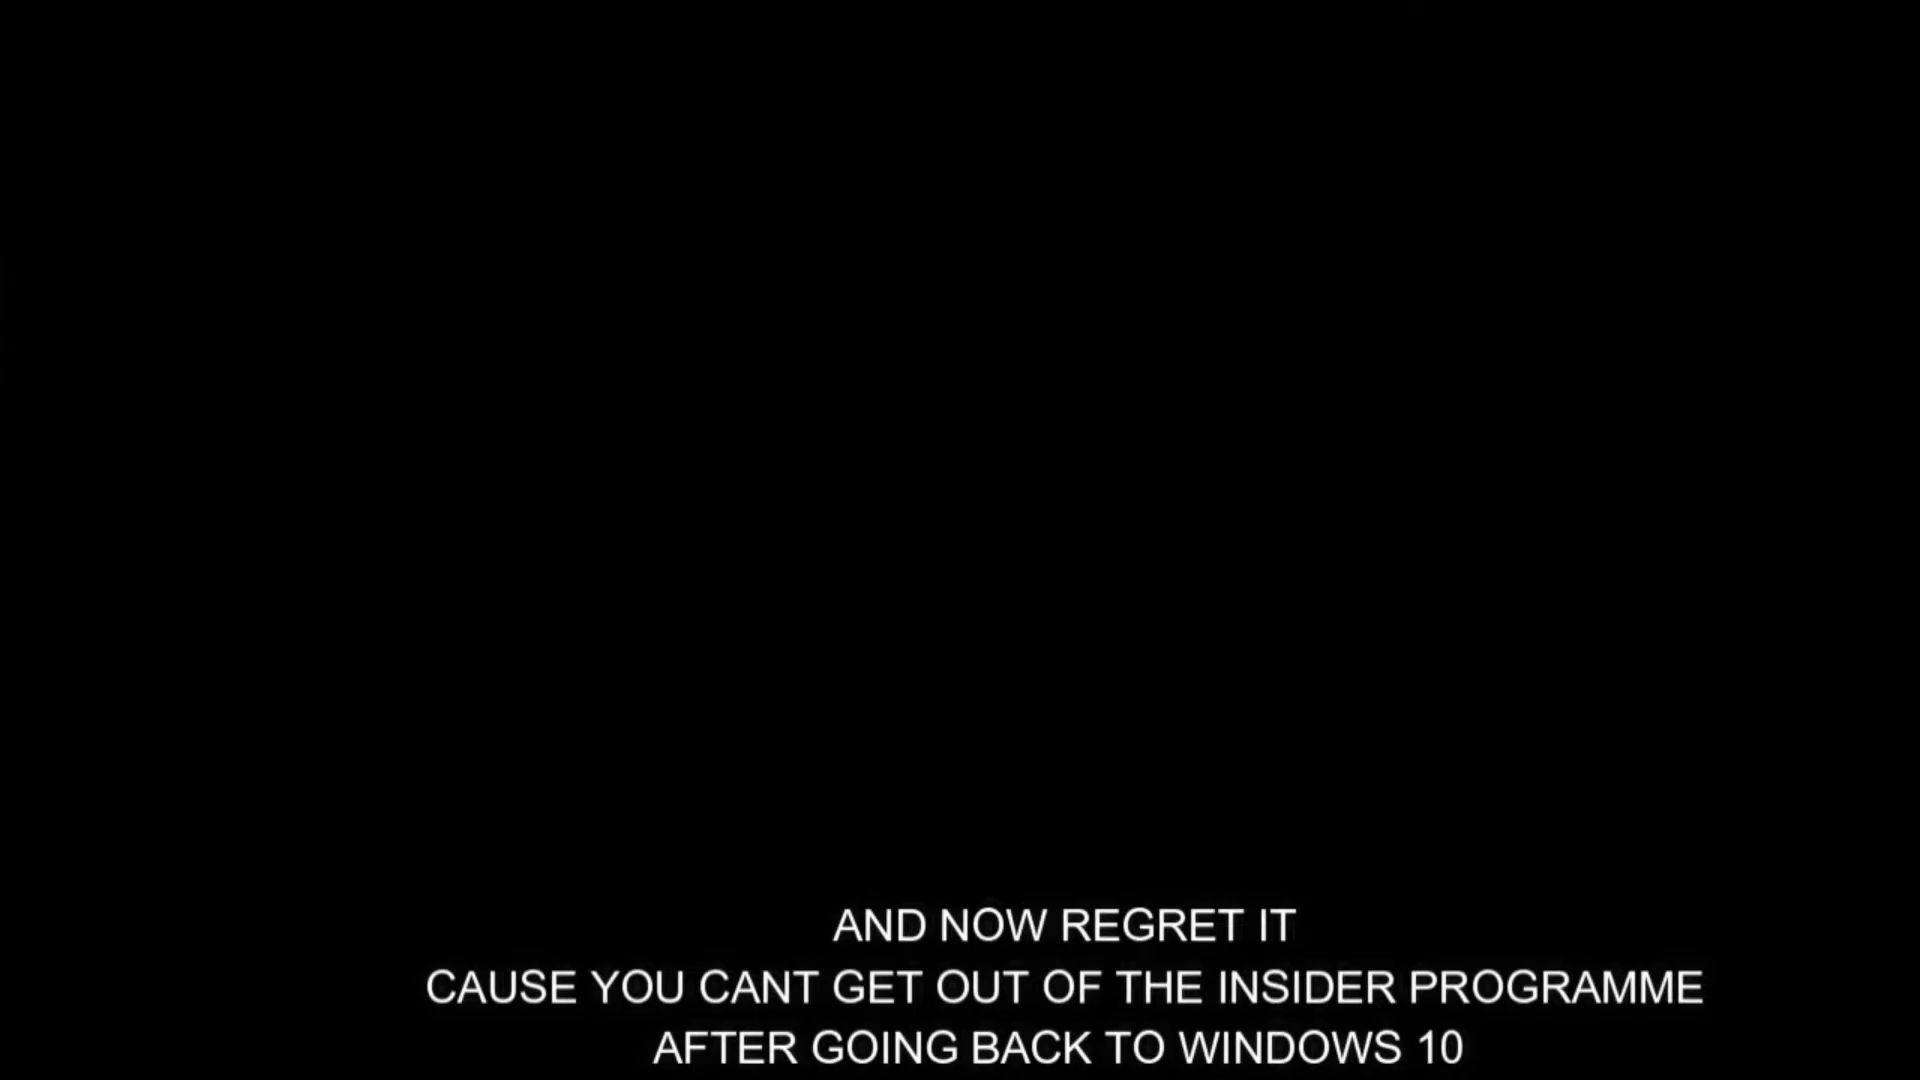 AND NOW REGRET IT
CAUSE YOU CANT GET OUT OF THE INSIDER PROGRAMME
AFTER GOING BACK TO WINDOWS 10